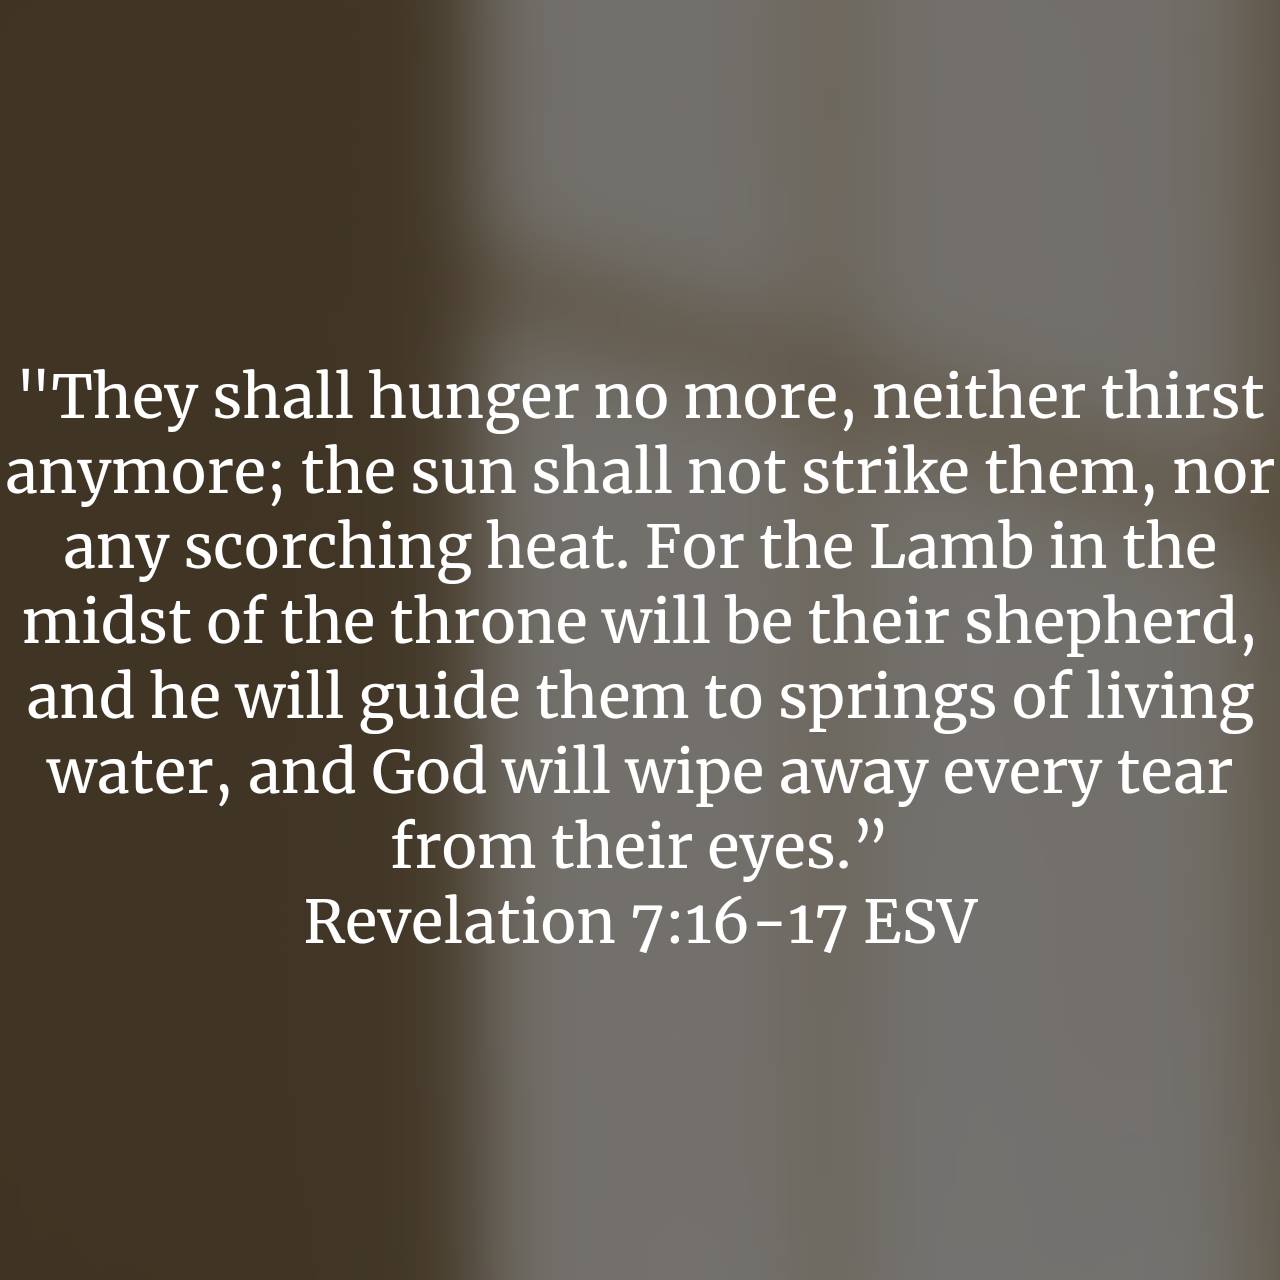 "They shall hunger no more, neither thirst
anymore; the sun shall not strike them, nor
any scorching heat. For the Lamb in the
midst of the throne will be their shepherd,
and he will guide them to springs of living
water, and God will wipe away every tear
from their eyes.”
Revelation 7:16-17 ESV